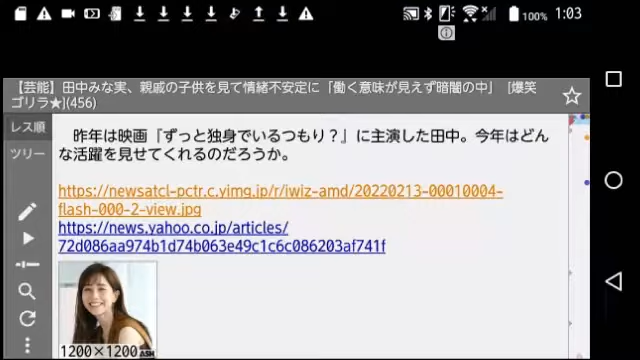 100% 1:03
【芸能】田中みな実、親戚の子供を見て情緒不安定に「働く意味が見えず暗闇の中」 [爆笑
ゴリラ★](456)
レス順
ツリー
昨年は映画『ずっと独身でいるつもり？』に主演した田中。今年はどん
な活躍を見せてくれるのだろうか。
https://newsatcl-pctr.c.yimg.jp/r/iwiz-amd/20220213-00010004-
flash-000-2-view.jpg
https://news.yahoo.co.jp/articles/
72d086aa974b1d74b063e49c1c6c086203af741f
1200×1200